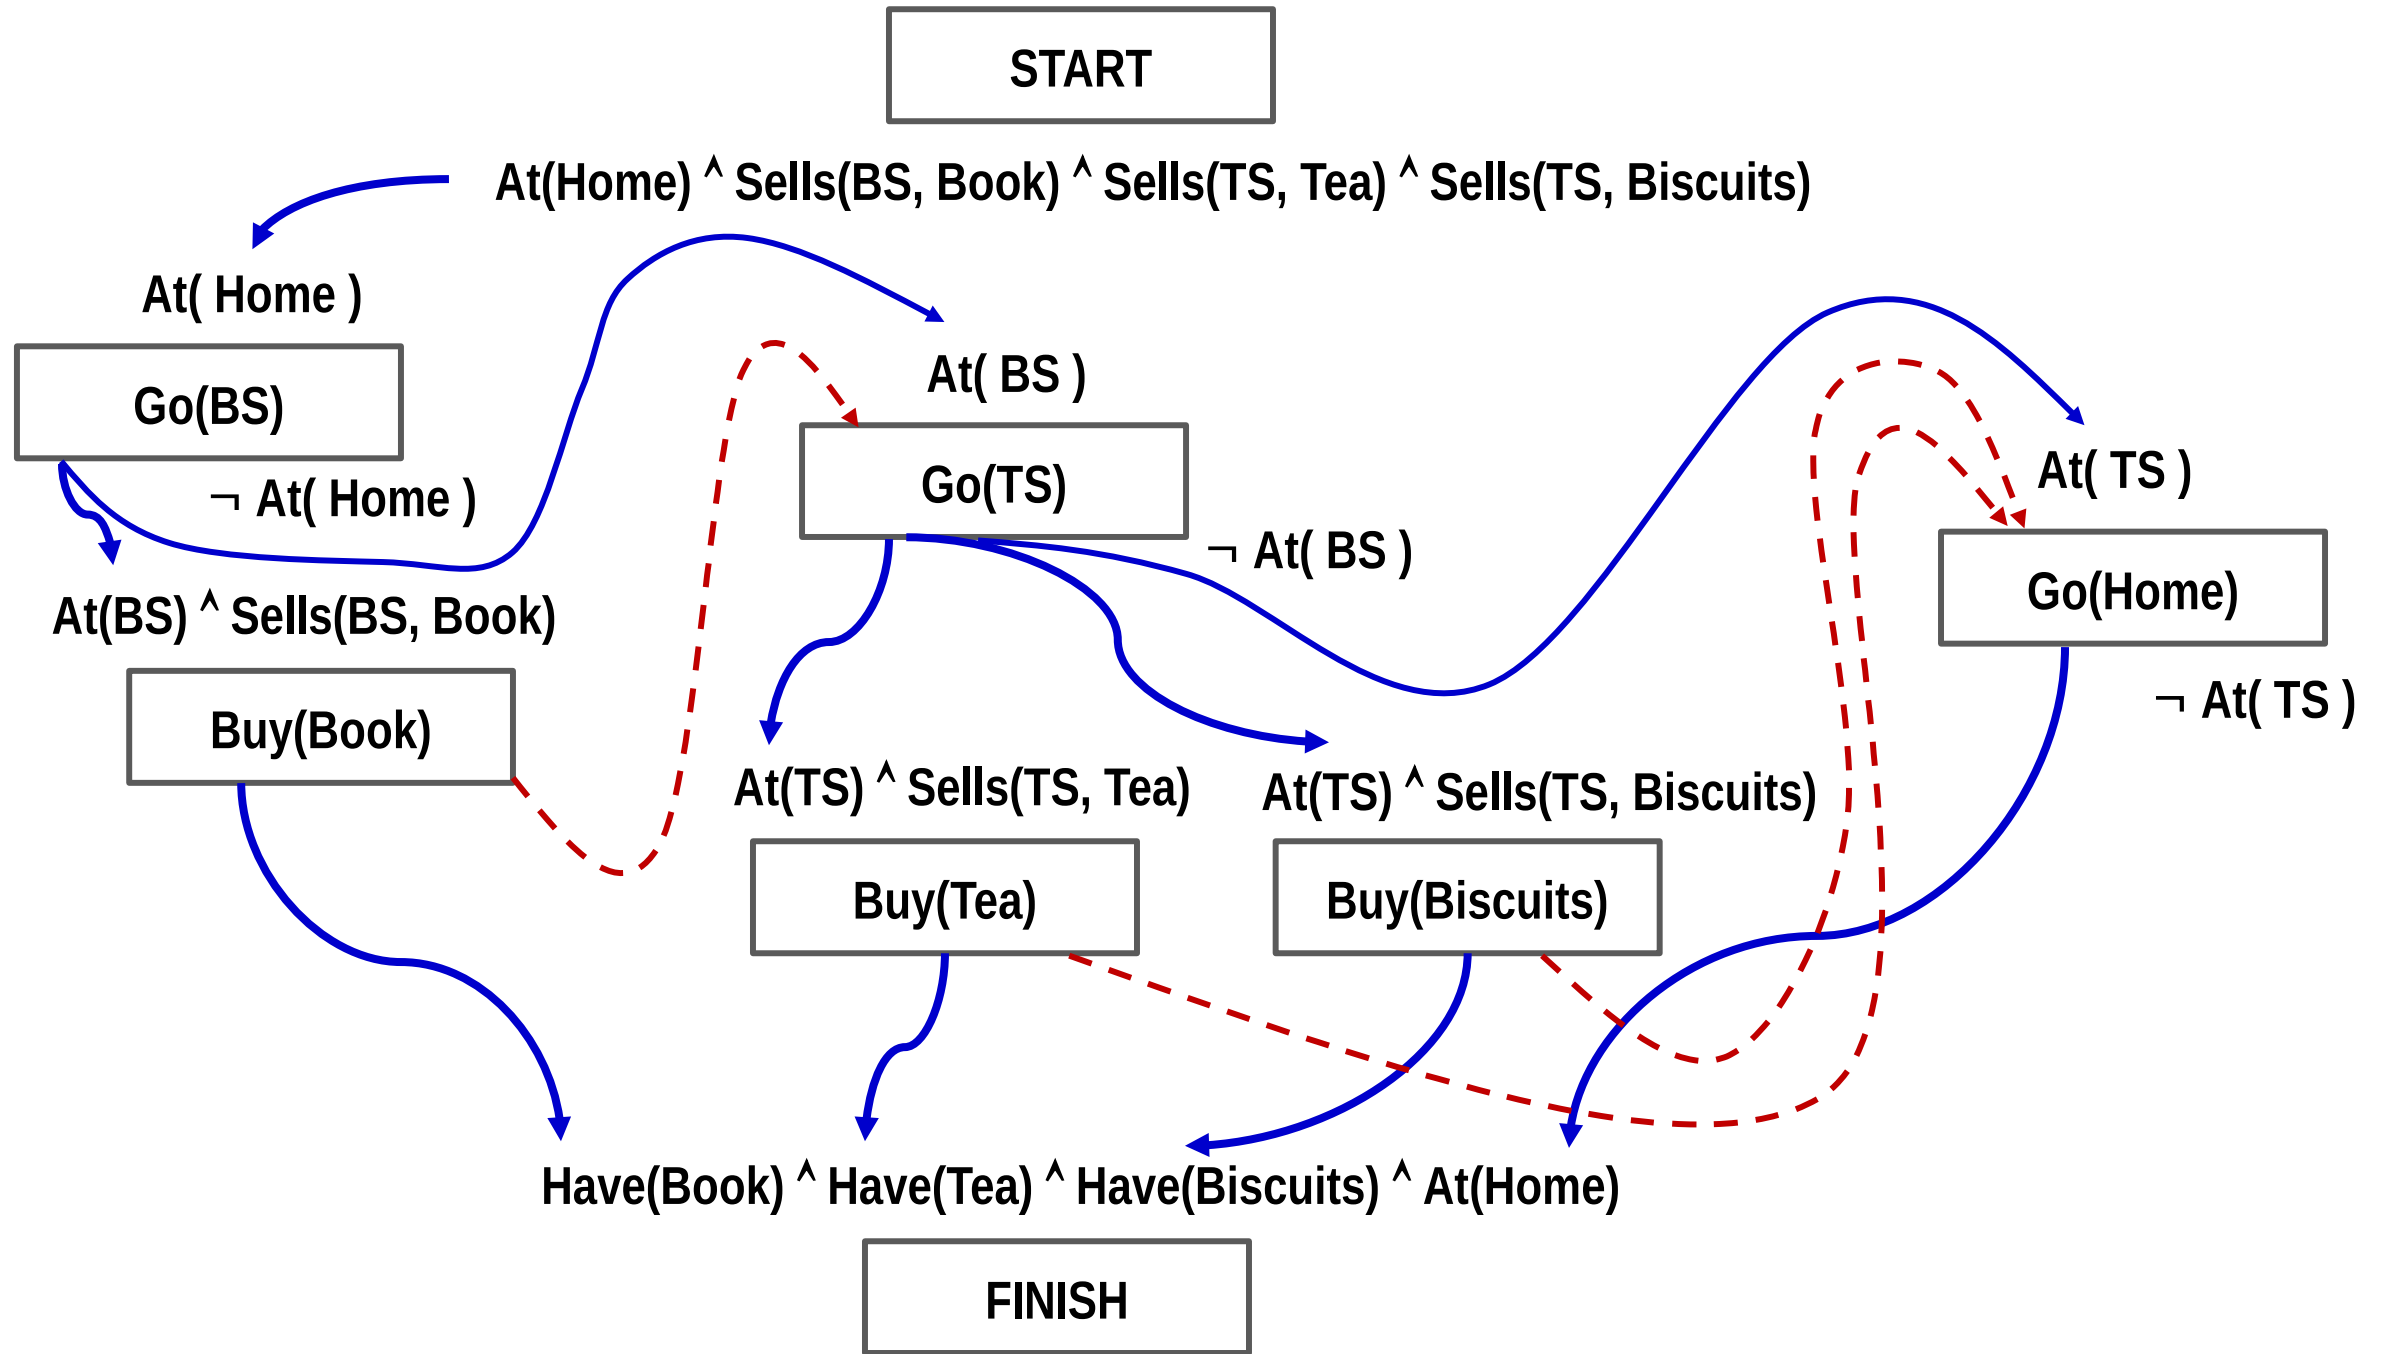 START
At(Home) ^ Sells(BS, Book) ^ Sells(TS, Tea) ^ Sells(TS, Biscuits)
At( Home )
Go(BS)
¬ At( Home )
At(BS) ^ Sells(BS, Book)
Buy(Book)
At( BS )
Go(TS)
¬ At( BS )
At(TS) ^ Sells(TS, Tea)
Buy(Tea)
At(TS) ^ Sells(TS, Biscuits)
Buy(Biscuits)
At( TS )
Go(Home)
¬ At( TS )
Have(Book) ^ Have(Tea) ^ Have(Biscuits) ^ At(Home)
FINISH